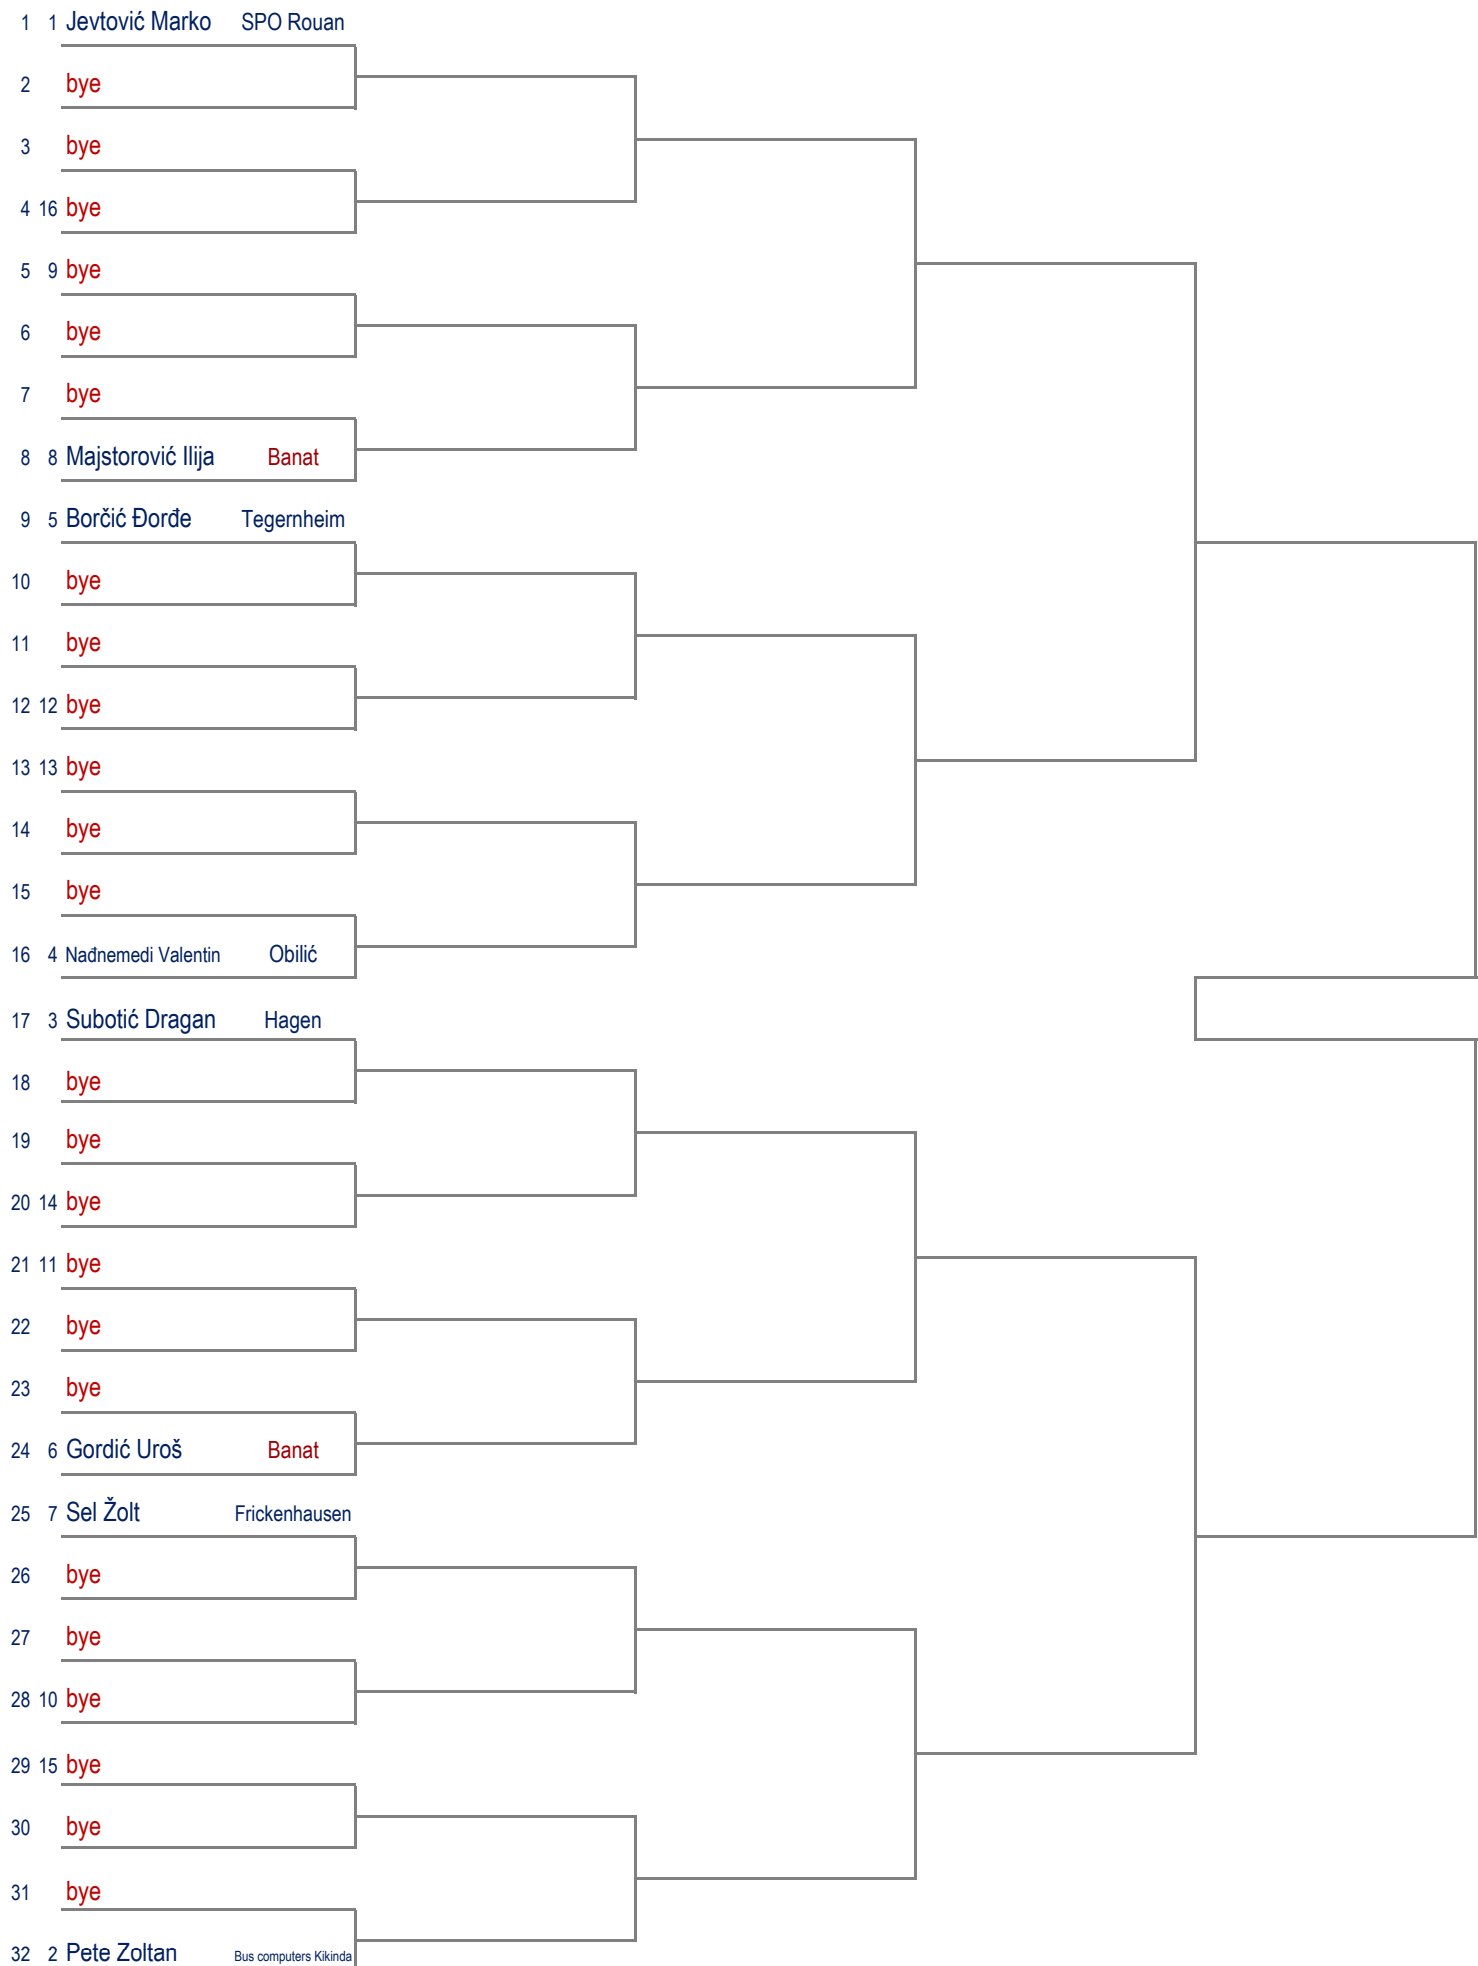 1 1 Jevtović Marko SPO Rouan
2 bye
3 bye
4 16 bye
5 9 bye
6 bye
7 bye
8 8 Majstorović Ilija Banat
9 5 Borčić Đorđe Tegernheim
10 bye
11 bye
12 12 bye
13 13 bye
14 bye
15 bye
16 4 Nađnemedi Valentin Obilić
17 3 Subotić Dragan Hagen
18 bye
19 bye
20 14 bye
21 11 bye
22 bye
23 bye
24 6 Gordić Uroš Banat
25 7 Sel Žolt Frickenhausen
26 bye
27 bye
28 10 bye
29 15 bye
30 bye
31 bye
32 2 Pete Zoltan Bus computers Kikinda